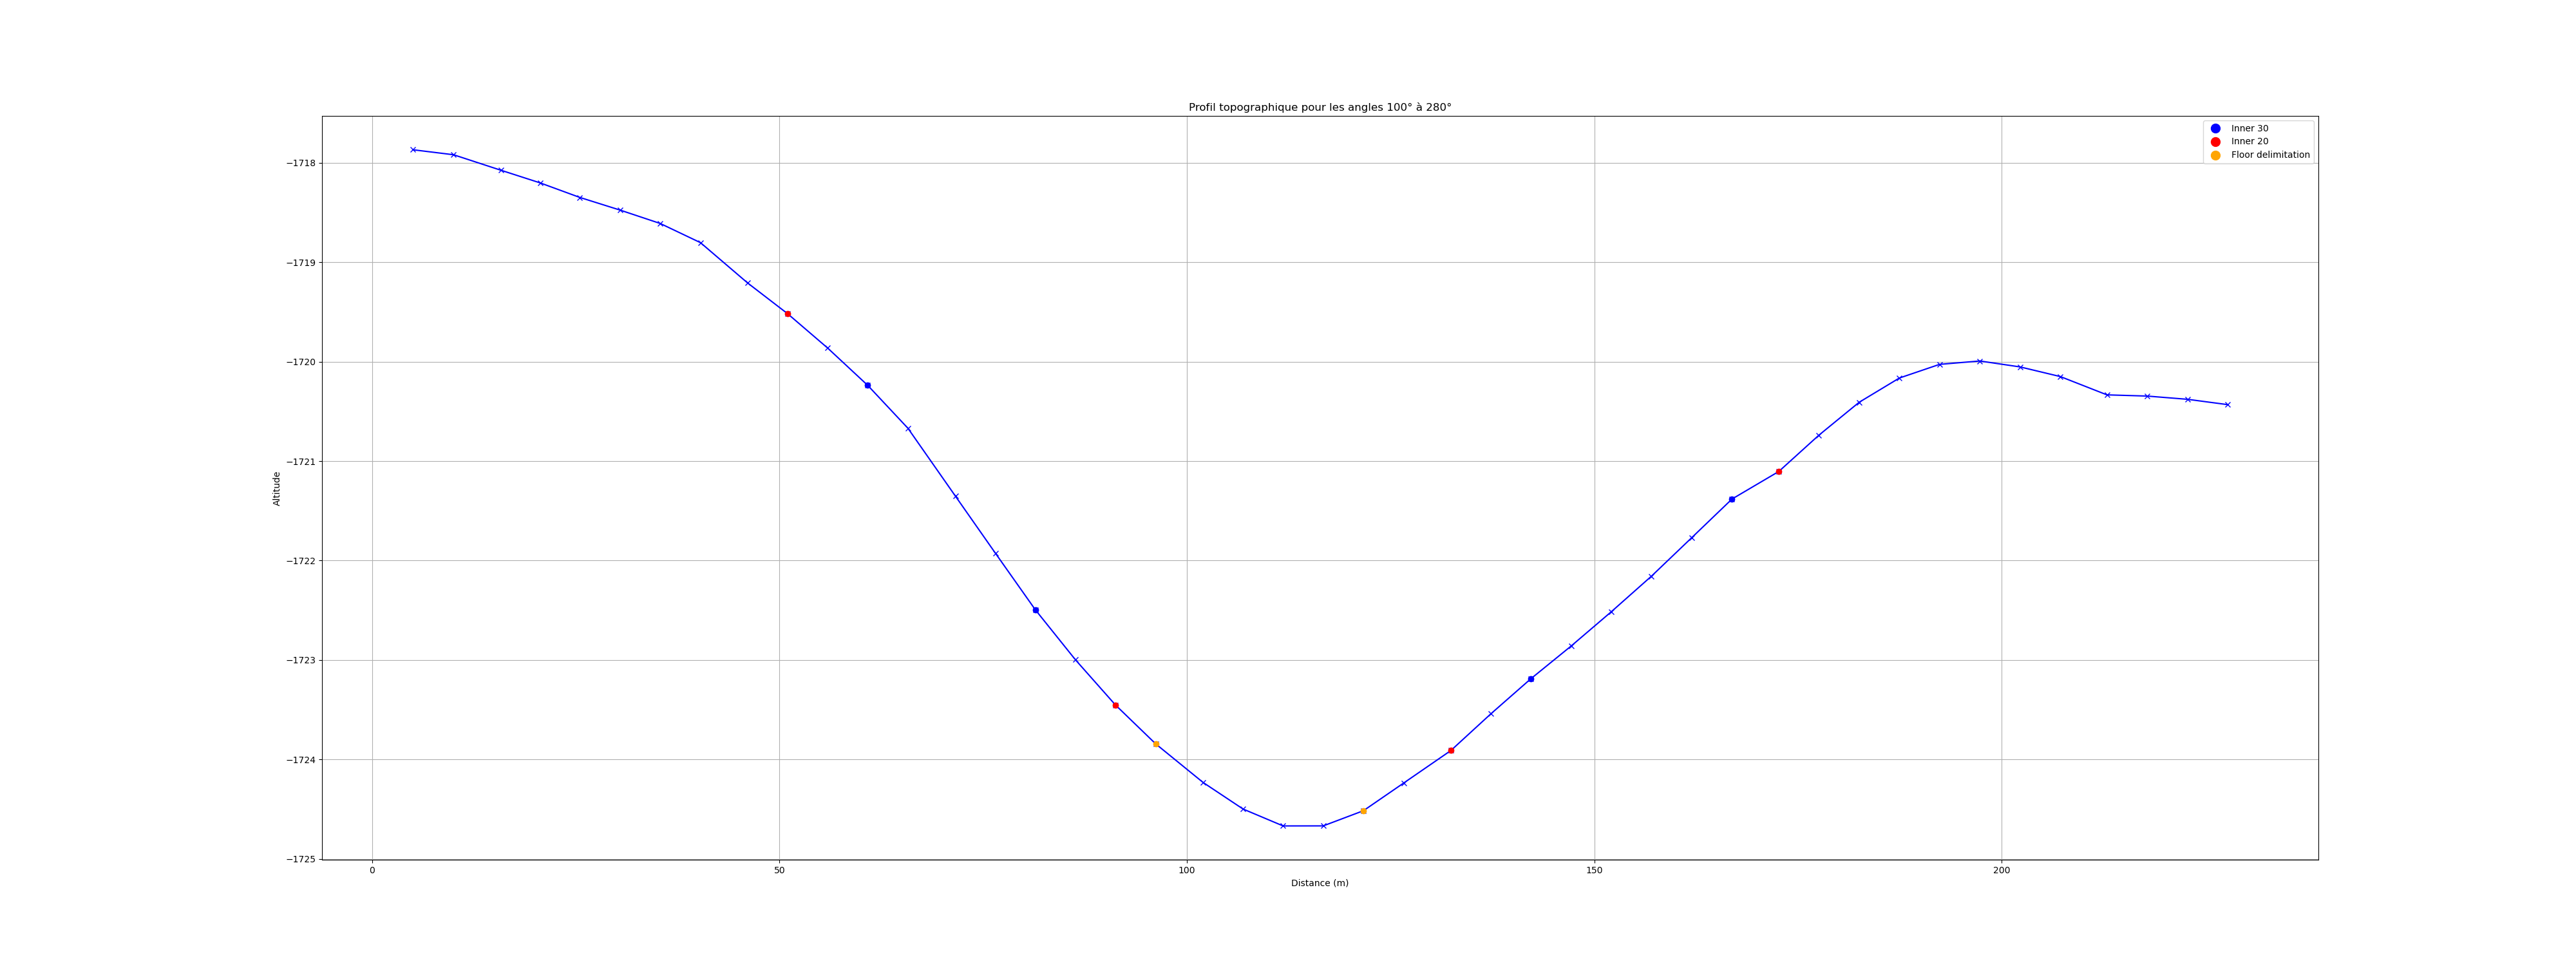 Profil topographique pour les angles 100° à 280°
Inner 30
Inner 20
Floor delimitation
−1718
−1719
−1720
−1721
−1722
−1723
−1724
−1725
Altitude
0 50 100 150 200
Distance (m)